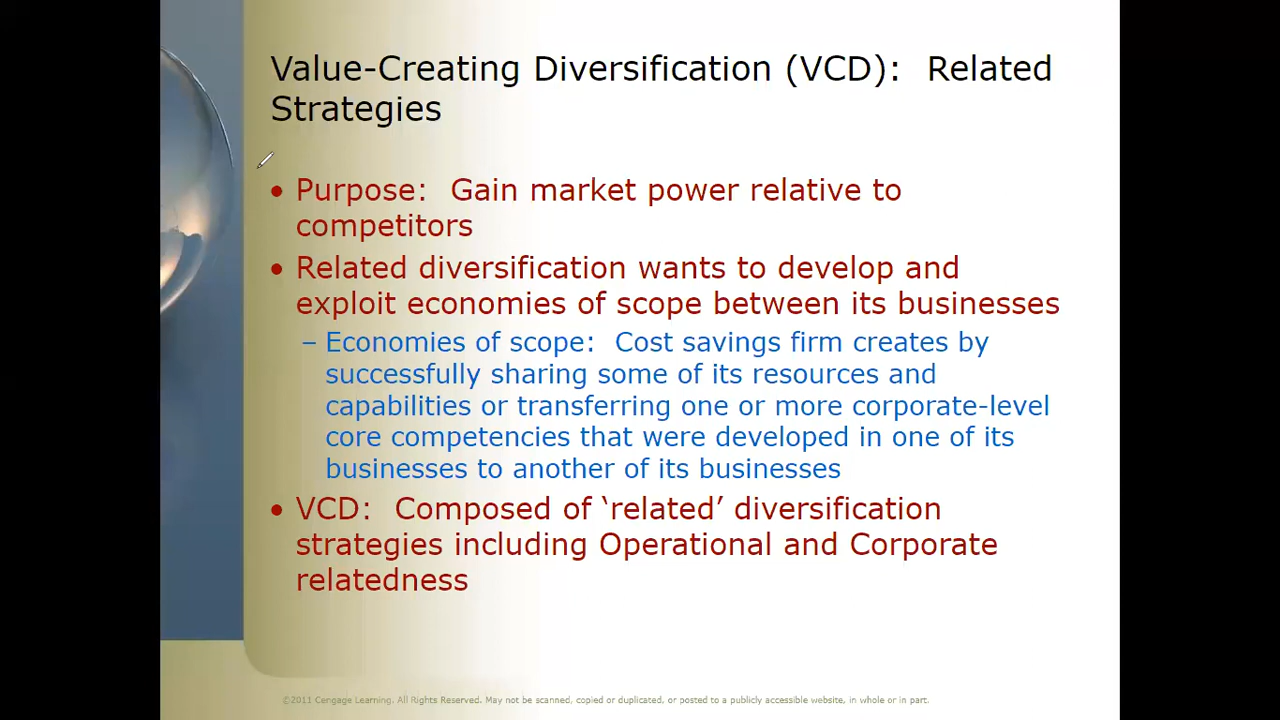 Value-Creating Diversification (VCD):  Related
Strategies
• Purpose:  Gain market power relative to
competitors
• Related diversification wants to develop and
exploit economies of scope between its businesses
– Economies of scope:  Cost savings firm creates by
successfully sharing some of its resources and
capabilities or transferring one or more corporate-level
core competencies that were developed in one of its
businesses to another of its businesses
• VCD:  Composed of ‘related’ diversification
strategies including Operational and Corporate
relatedness
©2011 Cengage Learning. All Rights Reserved. May not be scanned, copied or duplicated, or posted to a publicly accessible website, in whole or in part.